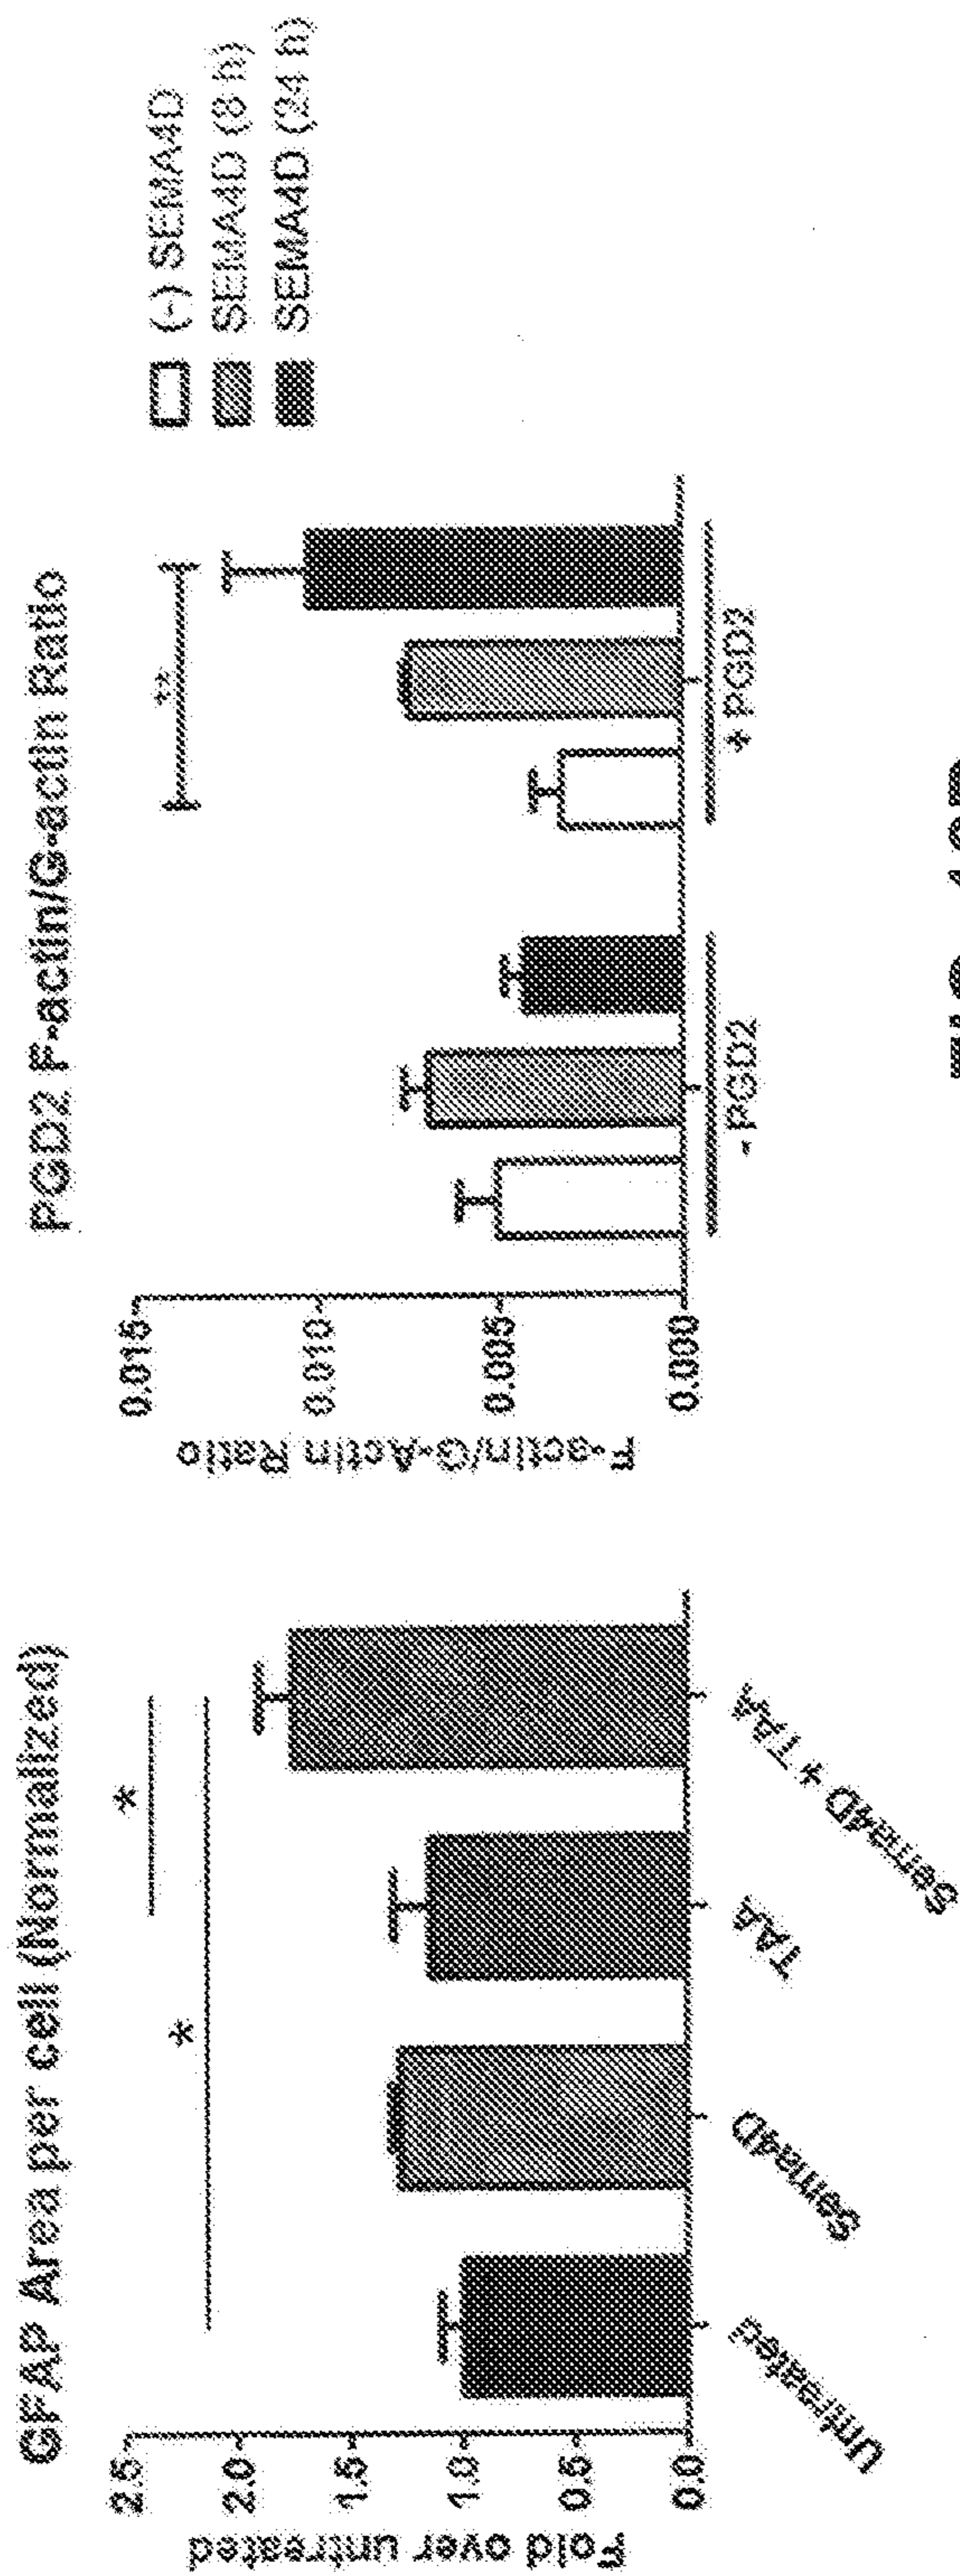 GFAP Area per cell (Normalized)
Fold over untreated
2.5
2.0
1.5
1.0
0.5
0.0
*
*
Untreated
Sema4D
TAA
Sema4D + TAA
PGD2 F-actin/G-actin Ratio
F-actin/G-Actin Ratio
0.015
0.010
0.005
0.000
**
- PGD2
+ PGD2
(-) SEMA4D
SEMA4D (8 h)
SEMA4D (24 h)